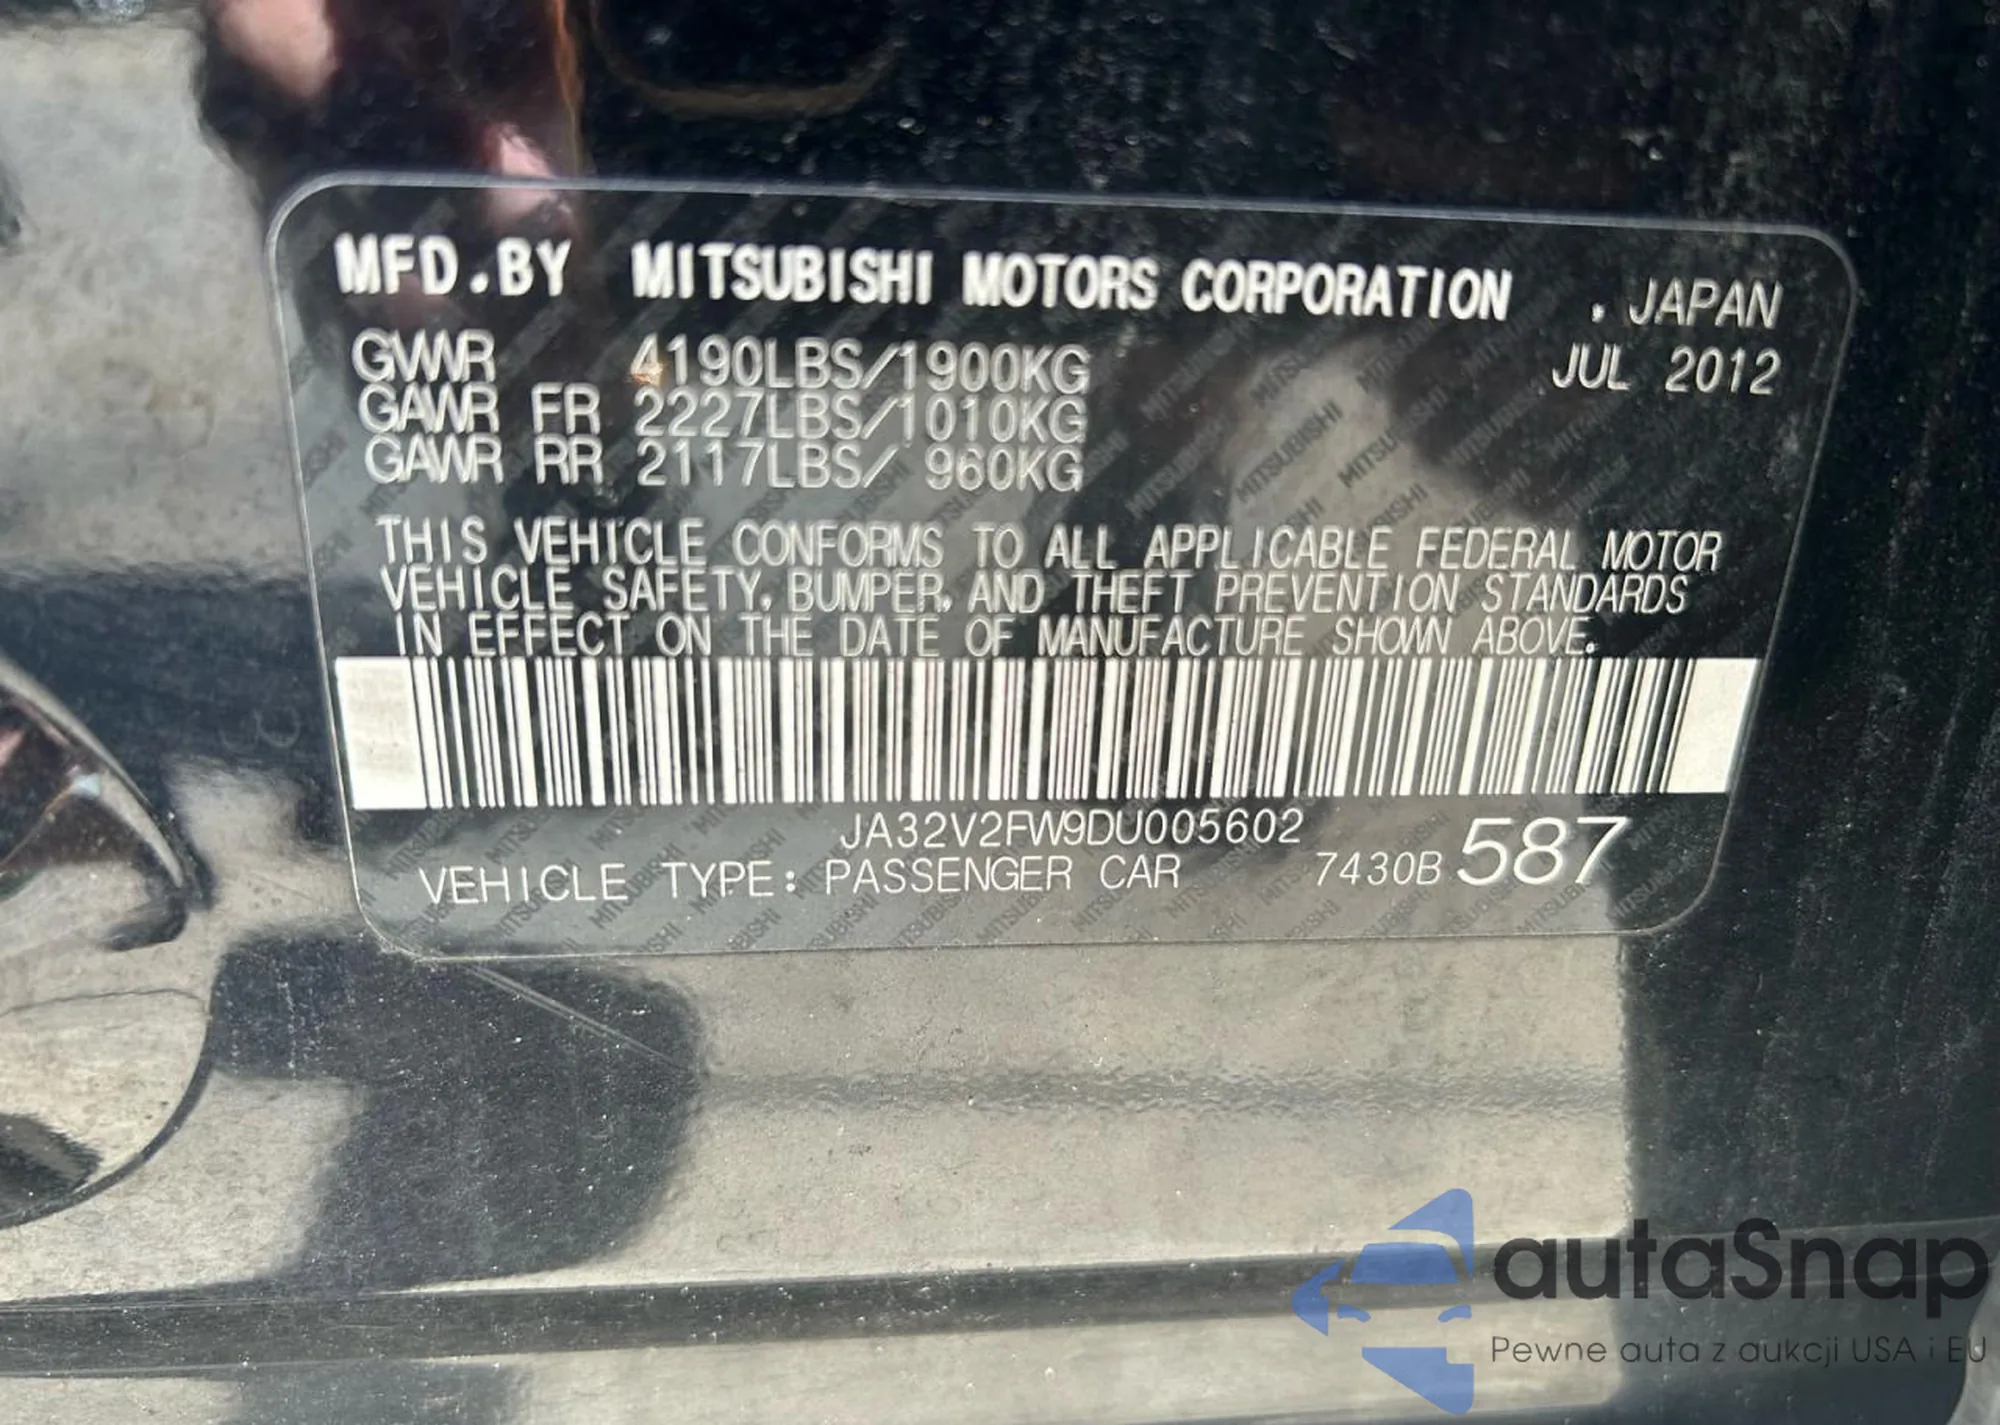 MFD.BY MITSUBISHI MOTORS CORPORATION . JAPAN
GVWR 4190LBS/1900KG JUL 2012
GAWR FR 2227LBS/1010KG
GAWR RR 2117LBS/ 960KG
THIS VEHICLE CONFORMS TO ALL APPLICABLE FEDERAL MOTOR
VEHICLE SAFETY, BUMPER, AND THEFT PREVENTION STANDARDS
IN EFFECT ON THE DATE OF MANUFACTURE SHOWN ABOVE.
JA32V2FW9DU005602
VEHICLE TYPE: PASSENGER CAR 7430B 587
autaSnap
Pewne auta z aukcji USA i EU